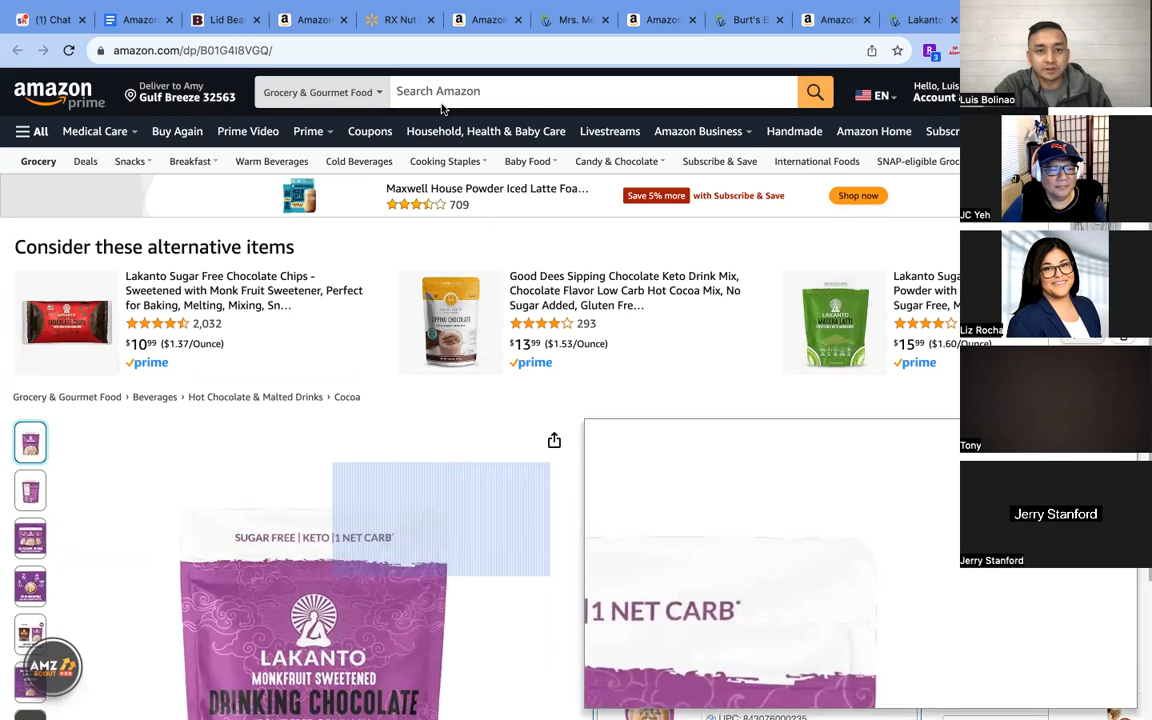 (1) Chat
Amazon
Lid Bea
Amazon
RX Nut
Amazon
Mrs. Me
Amazon
Burt's E
Amazon
Lakanto
amazon.com/dp/B01G4I8VGQ/
3
amazon
prime
Deliver to Amy
Gulf Breeze 32563
Grocery & Gourmet Food
Search Amazon
EN
Hello, Luis
Account
All
Medical Care
Buy Again
Prime Video
Prime
Coupons
Household, Health & Baby Care
Livestreams
Amazon Business
Handmade
Amazon Home
Subscr
Grocery
Deals
Snacks
Breakfast
Warm Beverages
Cold Beverages
Cooking Staples
Baby Food
Candy & Chocolate
Subscribe & Save
International Foods
SNAP-eligible Groc
Maxwell House Powder Iced Latte Foa...
709
Save 5% more with Subscribe & Save
Shop now
Consider these alternative items
Lakanto Sugar Free Chocolate Chips -
Sweetened with Monk Fruit Sweetener, Perfect
for Baking, Melting, Mixing, Sn...
2,032
$1099 ($1.37/Ounce)
prime
Good Dees Sipping Chocolate Keto Drink Mix,
Chocolate Flavor Low Carb Hot Cocoa Mix, No
Sugar Added, Gluten Fre...
293
$1399 ($1.53/Ounce)
prime
Lakanto Suga
Powder with
Sugar Free, M
$1599 ($1.60/Ounce)
prime
Grocery & Gourmet Food › Beverages › Hot Chocolate & Malted Drinks › Cocoa
SUGAR FREE | KETO |1 NET CARB*
LAKANTO
MONKFRUIT SWEETENED
DRINKING CHOCOLATE
|1 NET CARB*
AMZ
SCOUT PRO
UPC: 843076000235
Luis Bolinao
JC Yeh
Liz Rocha
Tony
Jerry Stanford
Jerry Stanford